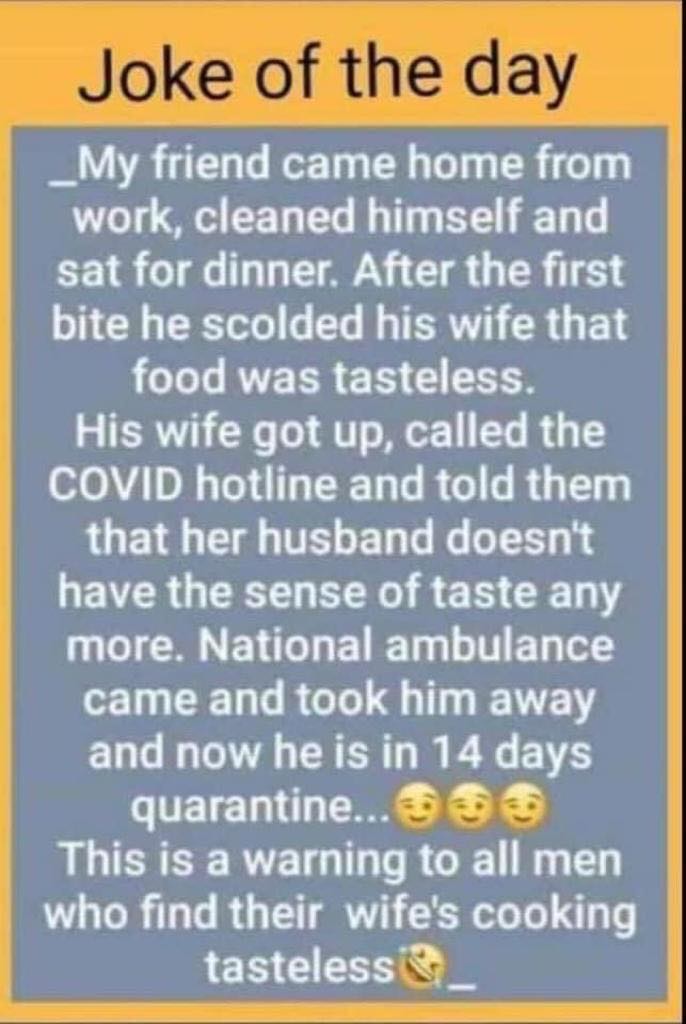 Joke of the day
_My friend came home from
work, cleaned himself and
sat for dinner. After the first
bite he scolded his wife that
food was tasteless.
His wife got up, called the
COVID hotline and told them
that her husband doesn't
have the sense of taste any
more. National ambulance
came and took him away
and now he is in 14 days
quarantine...😏😏😏
This is a warning to all men
who find their wife's cooking
tasteless🤣_